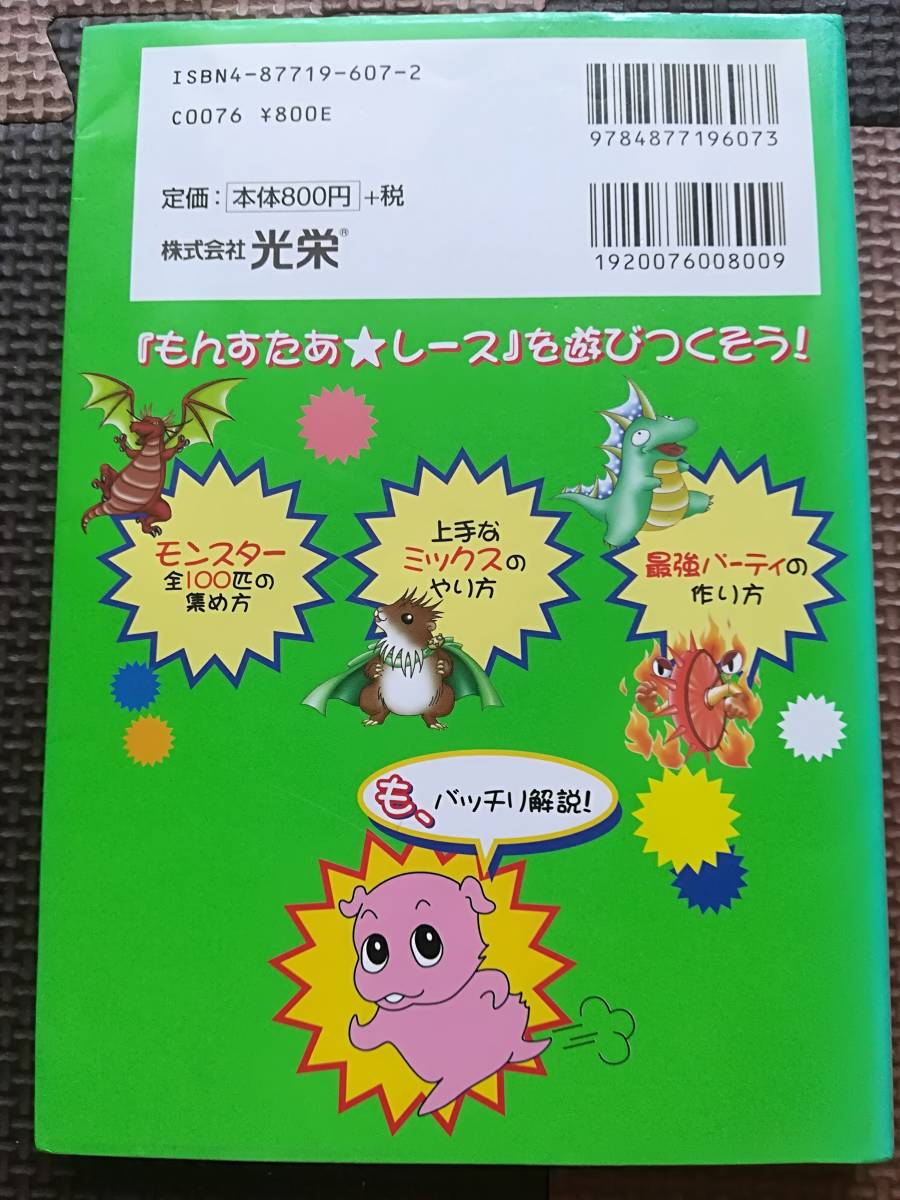 ISBN4-87719-607-2
C0076 ¥800E
9784877196073
定価：本体800円+税
株式会社光栄®
1920076008009
『もんすたあ★レース』を遊びつくそう！
モンスター
全100匹の
集め方
上手な
ミックスの
やり方
最強パーティの
作り方
も、バッチリ解説！